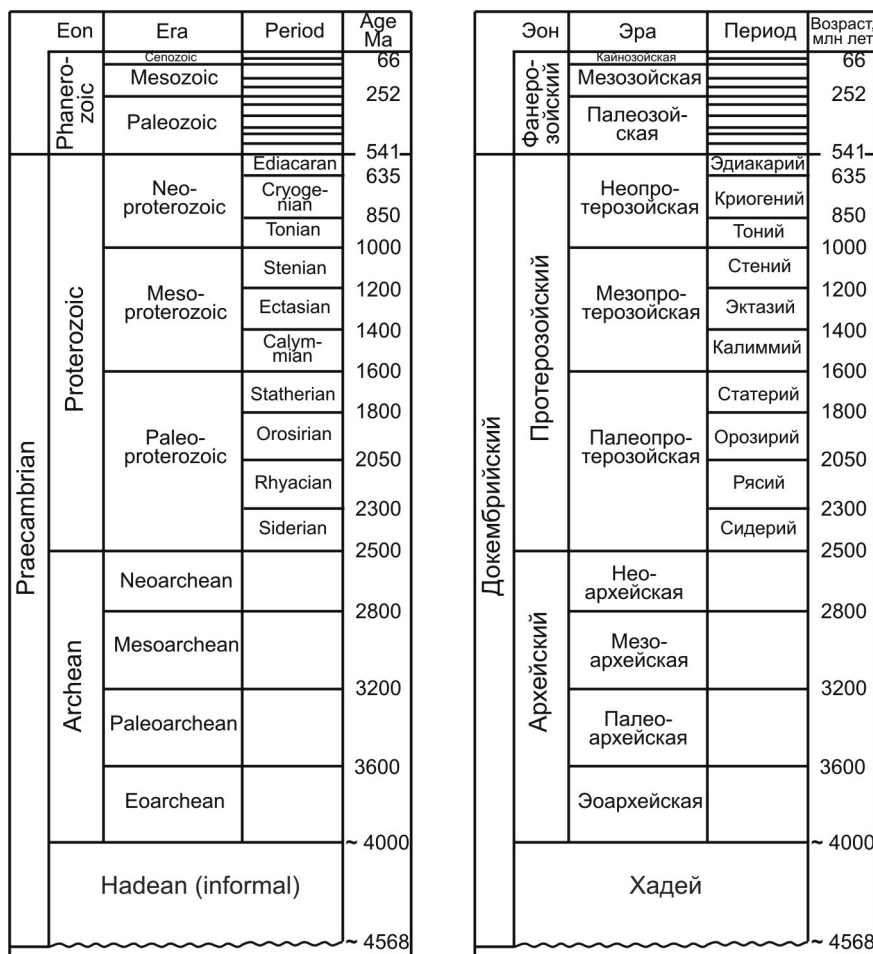 Eon Era Period Age Ma
Phanero-
zoic
Cenozoic
66
Mesozoic
252
Paleozoic
541
Praecambrian
Proterozoic
Neo-
proterozoic
Ediacaran
635
Cryoge-
nian
850
Tonian
1000
Meso-
proterozoic
Stenian
1200
Ectasian
1400
Calym-
mian
1600
Paleo-
proterozoic
Statherian
1800
Orosirian
2050
Rhyacian
2300
Siderian
2500
Archean
Neoarchean
2800
Mesoarchean
3200
Paleoarchean
3600
Eoarchean
~ 4000
Hadean (informal)
~ 4568
Эон Эра Период Возраст, млн лет
Фанеро-
зойский
Кайнозойская
66
Мезозойская
252
Палеозой-
ская
541
Докембрийский
Протерозойский
Неопро-
терозойская
Эдиакарий
635
Криогений
850
Тоний
1000
Мезопро-
терозойская
Стений
1200
Эктазий
1400
Калиммий
1600
Палеопро-
терозойская
Статерий
1800
Орозирий
2050
Рясий
2300
Сидерий
2500
Архейский
Нео-
архейская
2800
Мезо-
архейская
3200
Палео-
архейская
3600
Эоархейская
~ 4000
Хадей
~ 4568